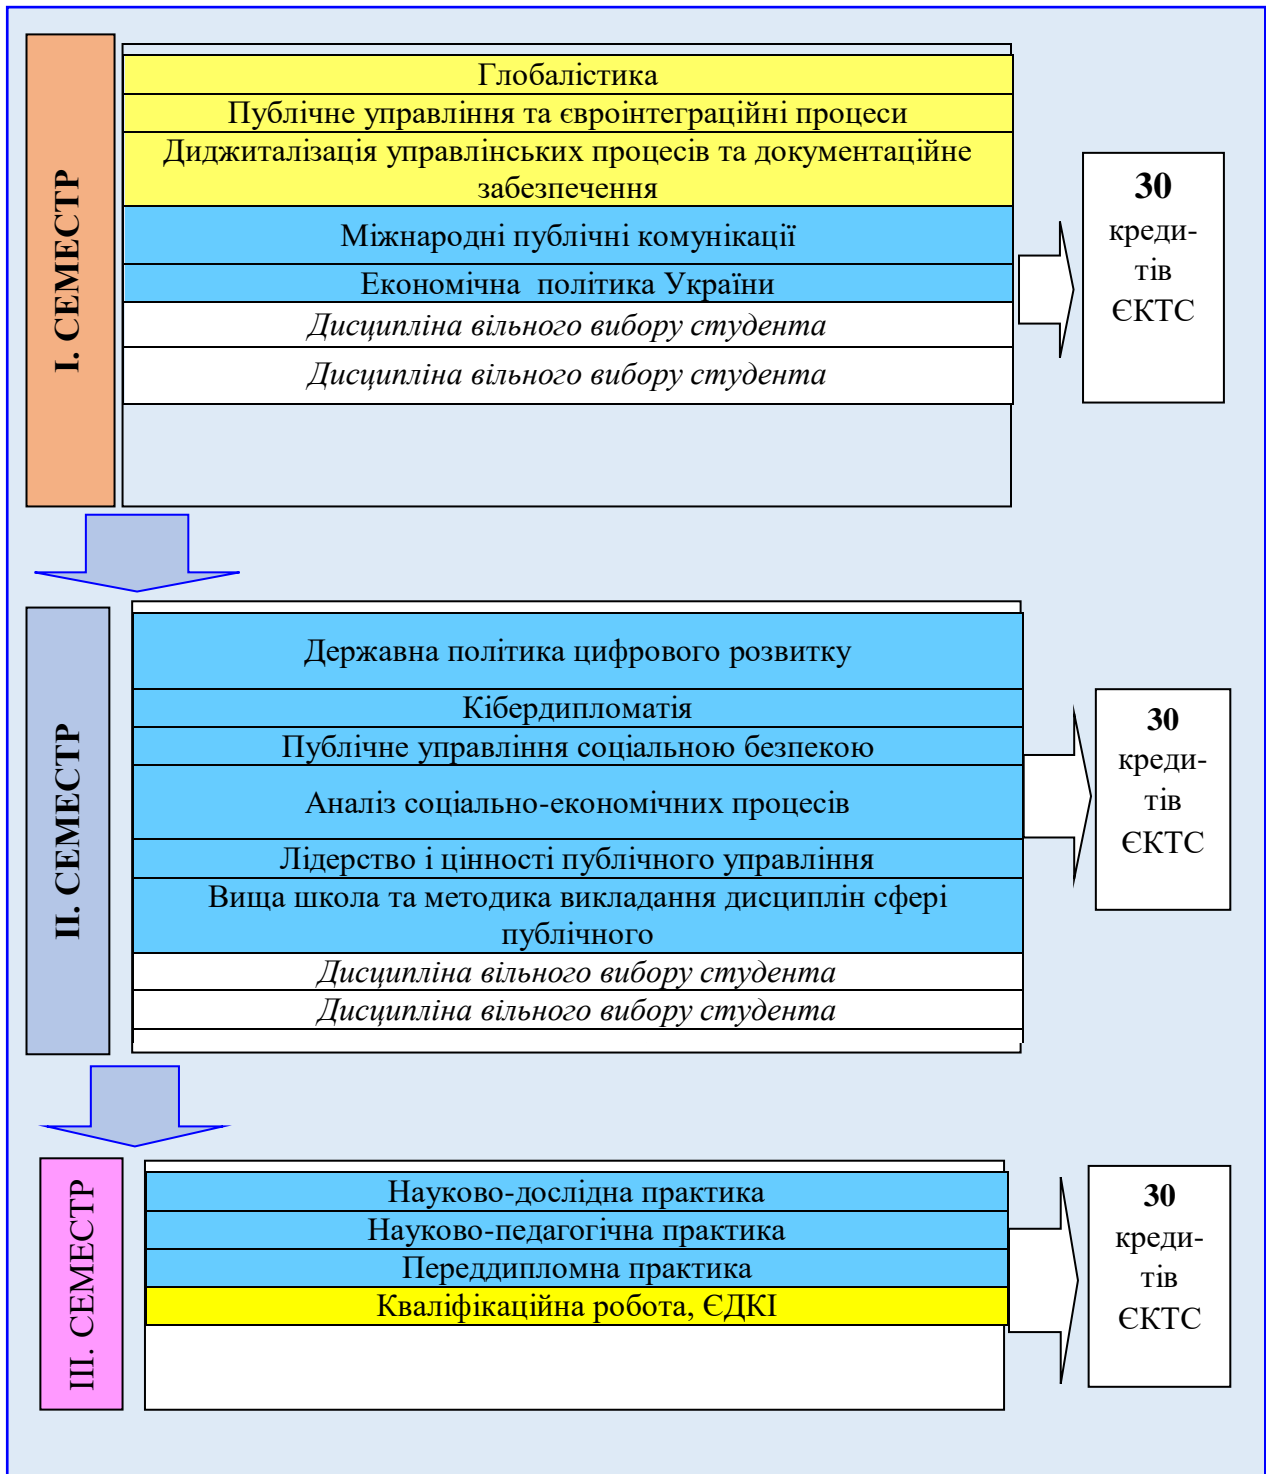 І. СЕМЕСТР
Глобалістика
Публічне управління та євроінтеграційні процеси
Диджиталізація управлінських процесів та документаційне
забезпечення
Міжнародні публічні комунікації
Економічна політика України
Дисципліна вільного вибору студента
Дисципліна вільного вибору студента
30
креди-
тів
ЄКТС
ІІ. СЕМЕСТР
Державна політика цифрового розвитку
Кібердипломатія
Публічне управління соціальною безпекою
Аналіз соціально-економічних процесів
Лідерство і цінності публічного управління
Вища школа та методика викладання дисциплін сфері
публічного
Дисципліна вільного вибору студента
Дисципліна вільного вибору студента
30
креди-
тів
ЄКТС
ІІІ. СЕМЕСТР
Науково-дослідна практика
Науково-педагогічна практика
Переддипломна практика
Кваліфікаційна робота, ЄДКІ
30
креди-
тів
ЄКТС